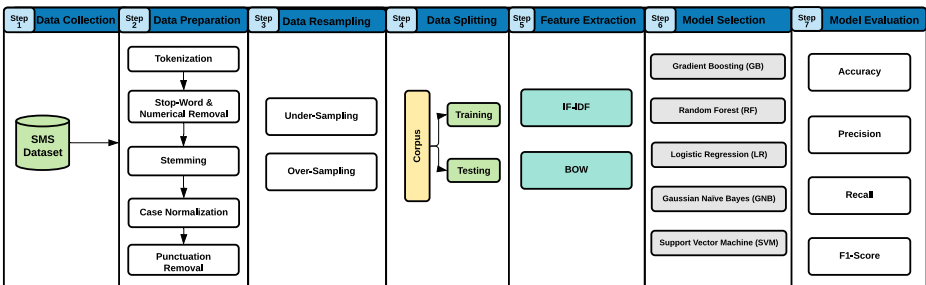 Step 1 Data Collection
Step 2 Data Preparation
Step 3 Data Resampling
Step 4 Data Splitting
Step 5 Feature Extraction
Step 6 Model Selection
Step 7 Model Evaluation
SMS
Dataset
Tokenization
Stop-Word &
Numerical Removal
Stemming
Case Normalization
Punctuation
Removal
Under-Sampling
Over-Sampling
Corpus
Training
Testing
IF-IDF
BOW
Gradient Boosting (GB)
Random Forest (RF)
Logistic Regression (LR)
Gaussian Naïve Bayes (GNB)
Support Vector Machine (SVM)
Accuracy
Precision
Recall
F1-Score